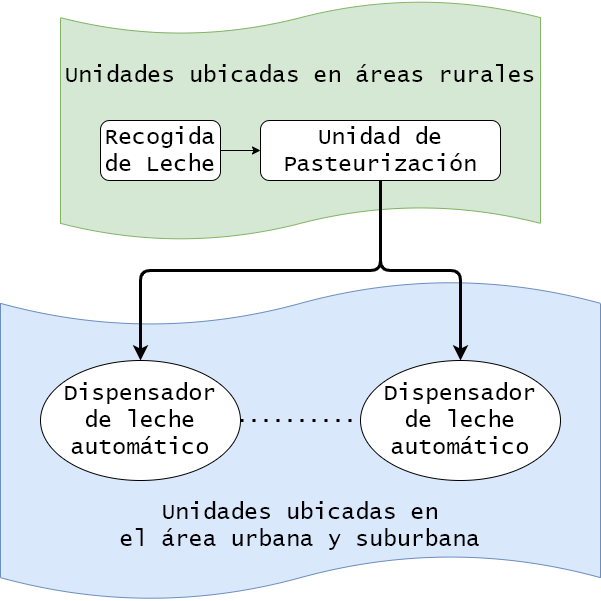 Unidades ubicadas en áreas rurales
Recogida
de Leche
Unidad de
Pasteurización
Dispensador
de leche
automático
Dispensador
de leche
automático
Unidades ubicadas en
el área urbana y suburbana